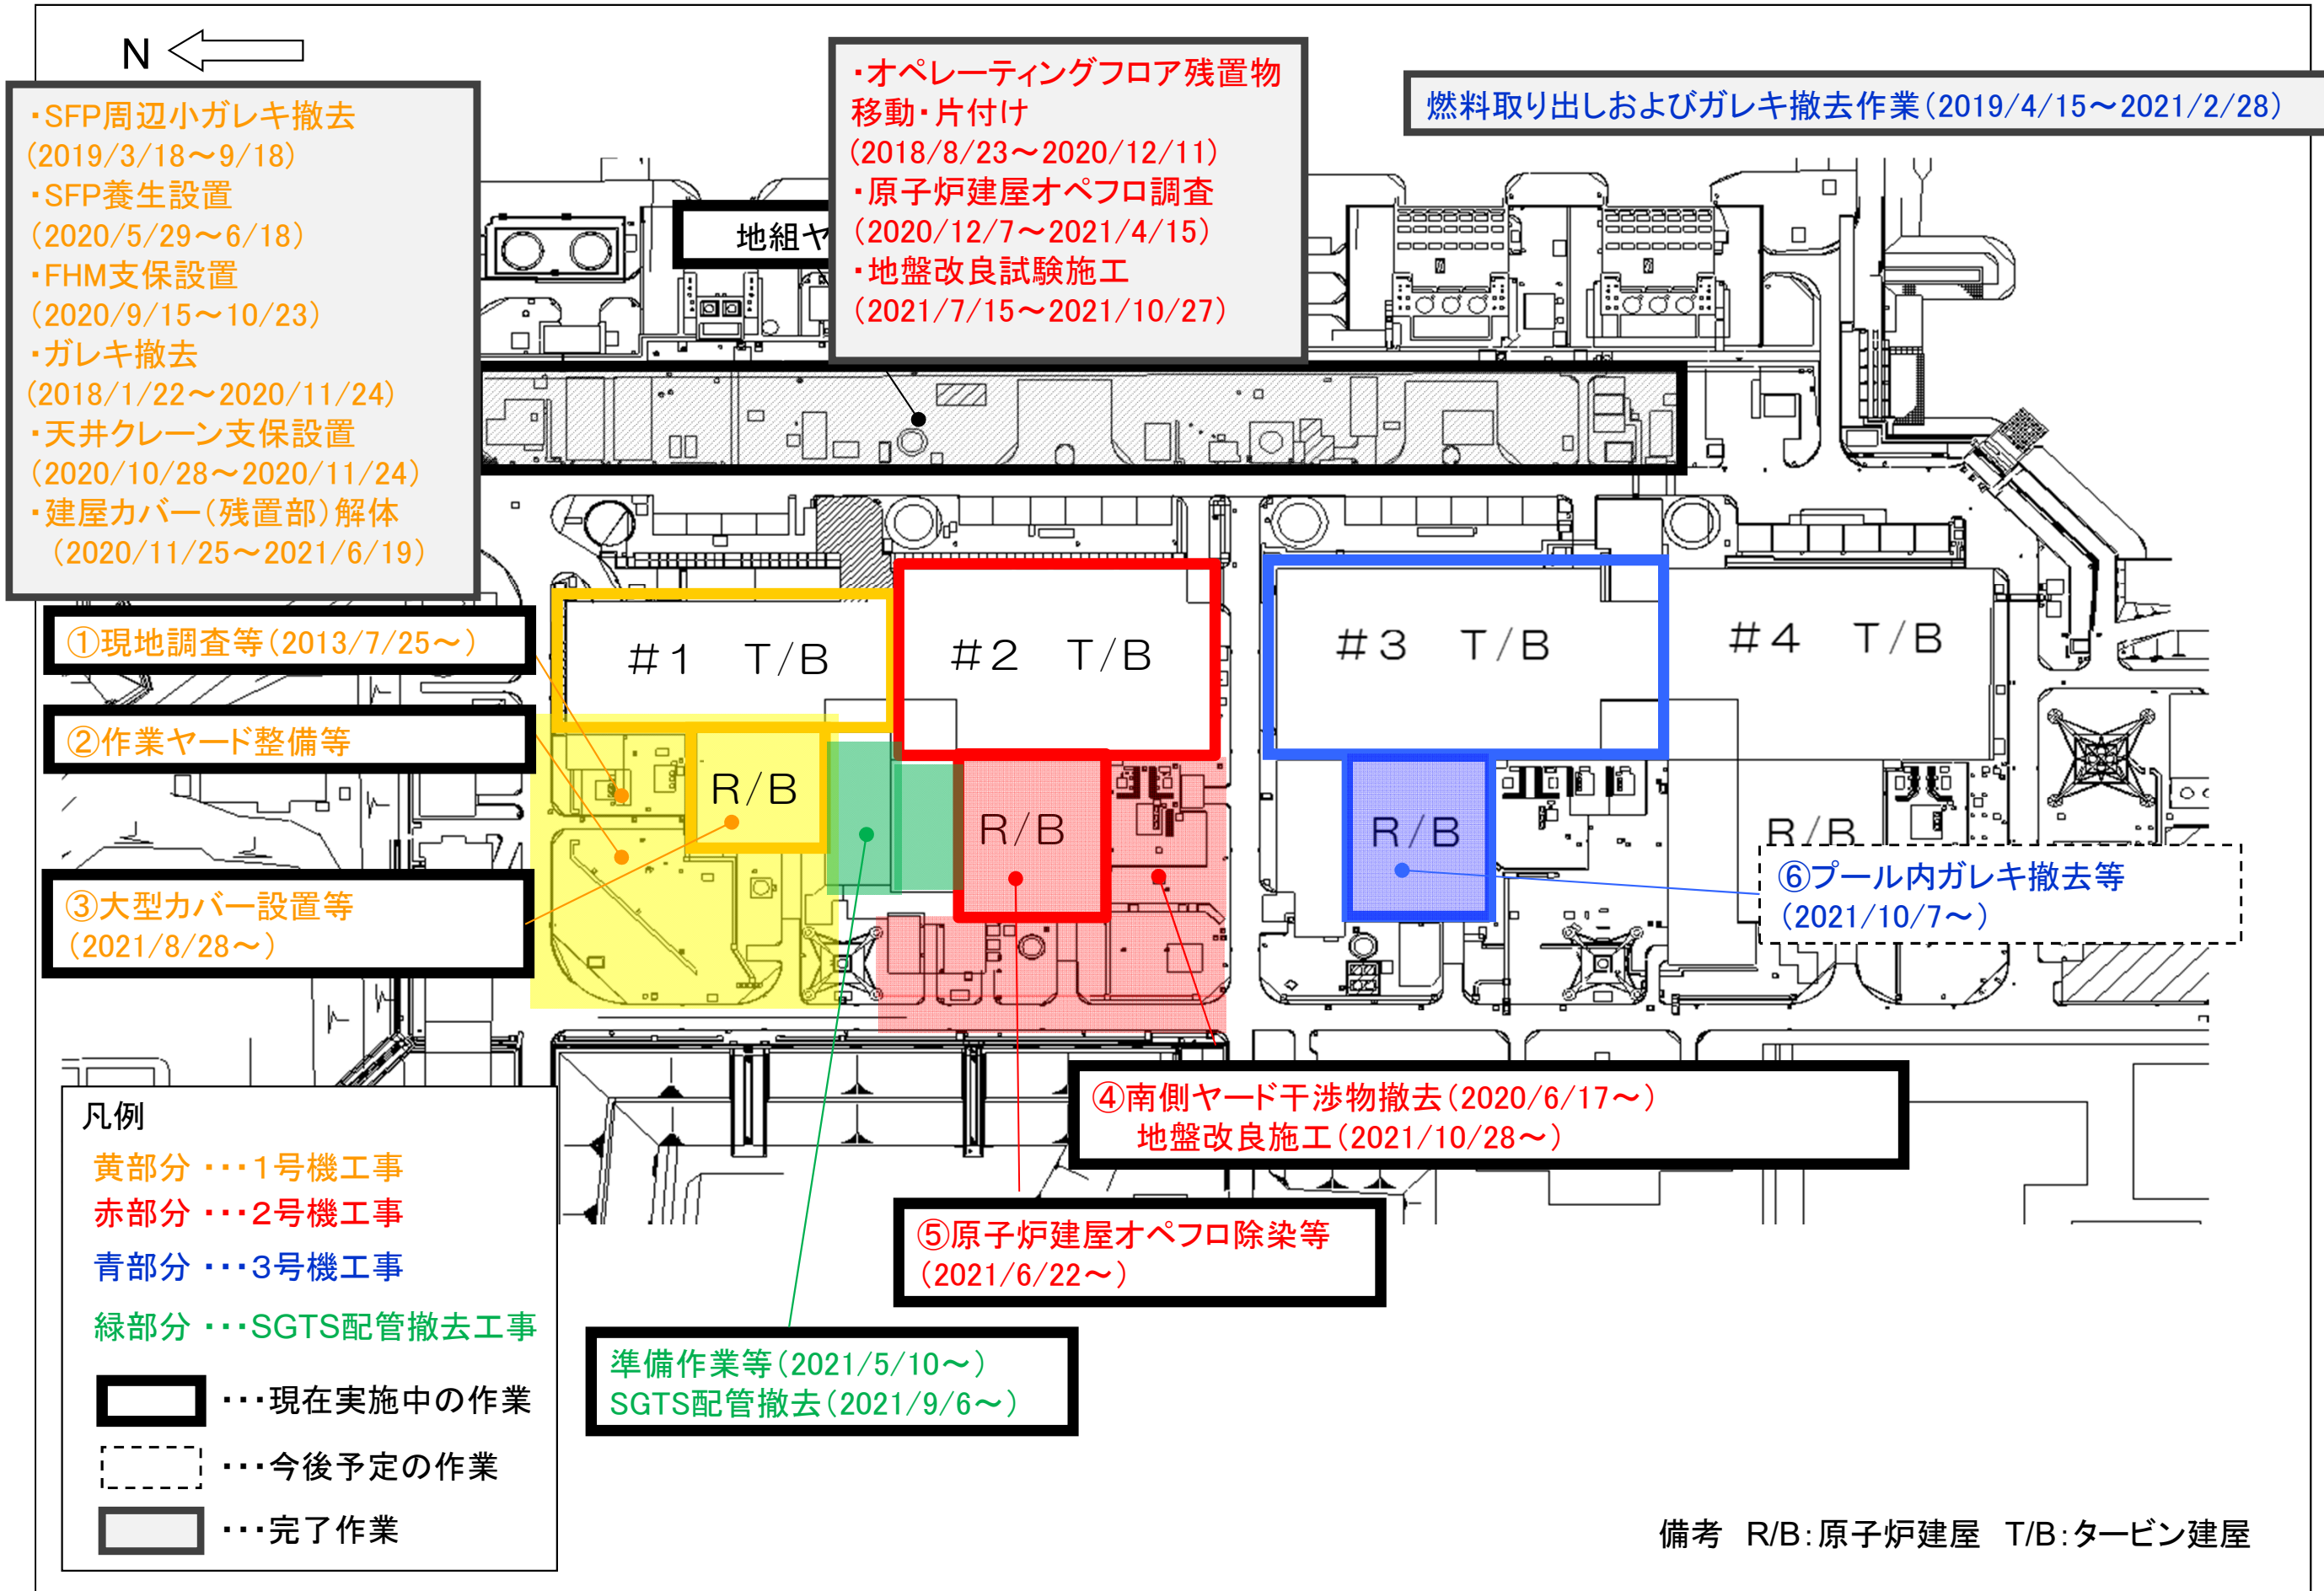 N
・SFP周辺小ガレキ撤去
(2019/3/18～9/18)
・SFP養生設置
(2020/5/29～6/18)
・FHM支保設置
(2020/9/15～10/23)
・ガレキ撤去
(2018/1/22～2020/11/24)
・天井クレーン支保設置
(2020/10/28～2020/11/24)
・建屋カバー(残置部)解体
(2020/11/25～2021/6/19)
・オペレーティングフロア残置物
移動・片付け
(2018/8/23～2020/12/11)
・原子炉建屋オペフロ調査
(2020/12/7～2021/4/15)
・地盤改良試験施工
(2021/7/15～2021/10/27)
燃料取り出しおよびガレキ撤去作業(2019/4/15～2021/2/28)
地組ヤ
①現地調査等(2013/7/25～)
②作業ヤード整備等
③大型カバー設置等
(2021/8/28～)
#1 T/B
#2 T/B
#3 T/B
#4 T/B
R/B
R/B
R/B
R/B
⑥プール内ガレキ撤去等
(2021/10/7～)
④南側ヤード干渉物撤去(2020/6/17～)
地盤改良施工(2021/10/28～)
⑤原子炉建屋オペフロ除染等
(2021/6/22～)
準備作業等(2021/5/10～)
SGTS配管撤去(2021/9/6～)
凡例
黄部分 ・・・1号機工事
赤部分 ・・・2号機工事
青部分 ・・・3号機工事
緑部分 ・・・SGTS配管撤去工事
・・・現在実施中の作業
・・・今後予定の作業
・・・完了作業
備考 R/B：原子炉建屋 T/B：タービン建屋